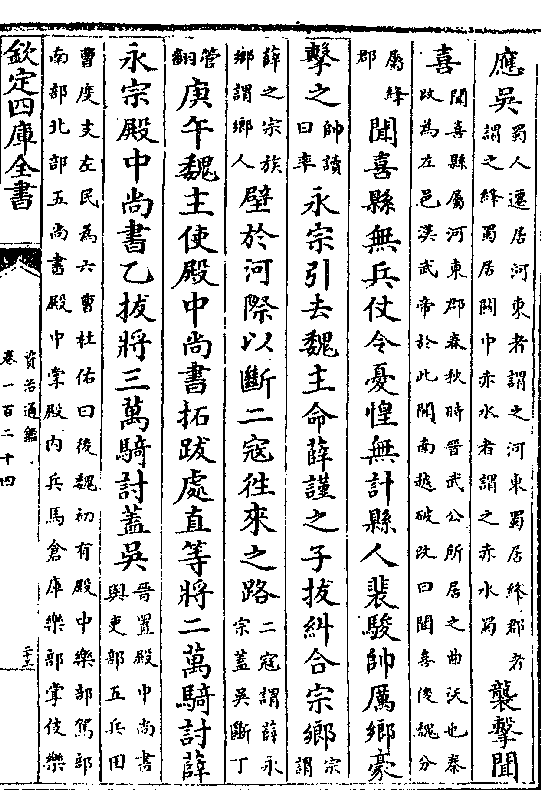 應吳蜀人遷居河東者謂之河東蜀居絳郡者謂之絳蜀居關中赤水者謂之赤水蜀襲擊聞
喜聞喜縣屬河東郡春秋時晉武公所居之曲沃也秦改為左邑漢武帝於此聞南越破改曰聞喜後魏分
屬絳郡聞喜縣無兵仗令憂惶無計縣人裴駿帥厲鄉豪
擊之帥讀曰率永宗引去魏主命薛謹之子拔糾合宗鄉宗謂
薛之宗族鄉謂鄉人壁於河際以斷二寇往來之路二寇謂薛永宗蓋吳斷丁
管翻庚午魏主使殿中尚書拓跋處直等將二萬騎討薛
永宗殿中尚書乙拔將三萬騎討蓋吳晉置殿中尚書與吏部五兵田
曹度支左民為六曹杜佑曰後魏初有殿中樂部駕部南部北部五尚書殿中掌殿內兵馬倉庫樂部掌伎樂
欽定四庫全書
資治通鑑
卷一百二十四